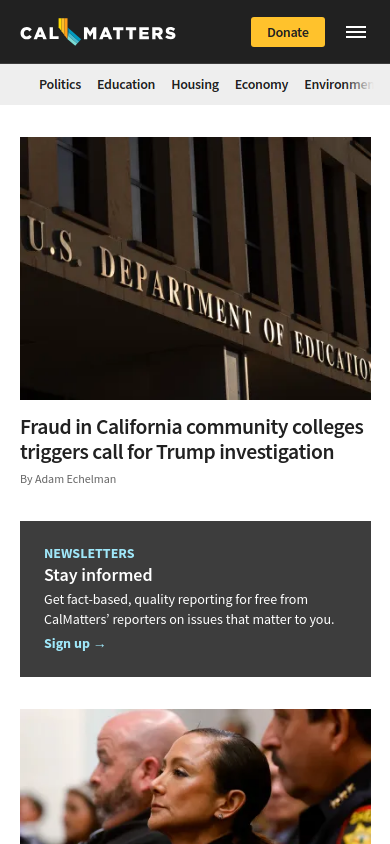 CALMATTERS
Donate
Politics Education Housing Economy Environmen
U.S. DEPARTMENT OF EDUCATION
Fraud in California community colleges
triggers call for Trump investigation
By Adam Echelman
NEWSLETTERS
Stay informed
Get fact-based, quality reporting for free from
CalMatters’ reporters on issues that matter to you.
Sign up →